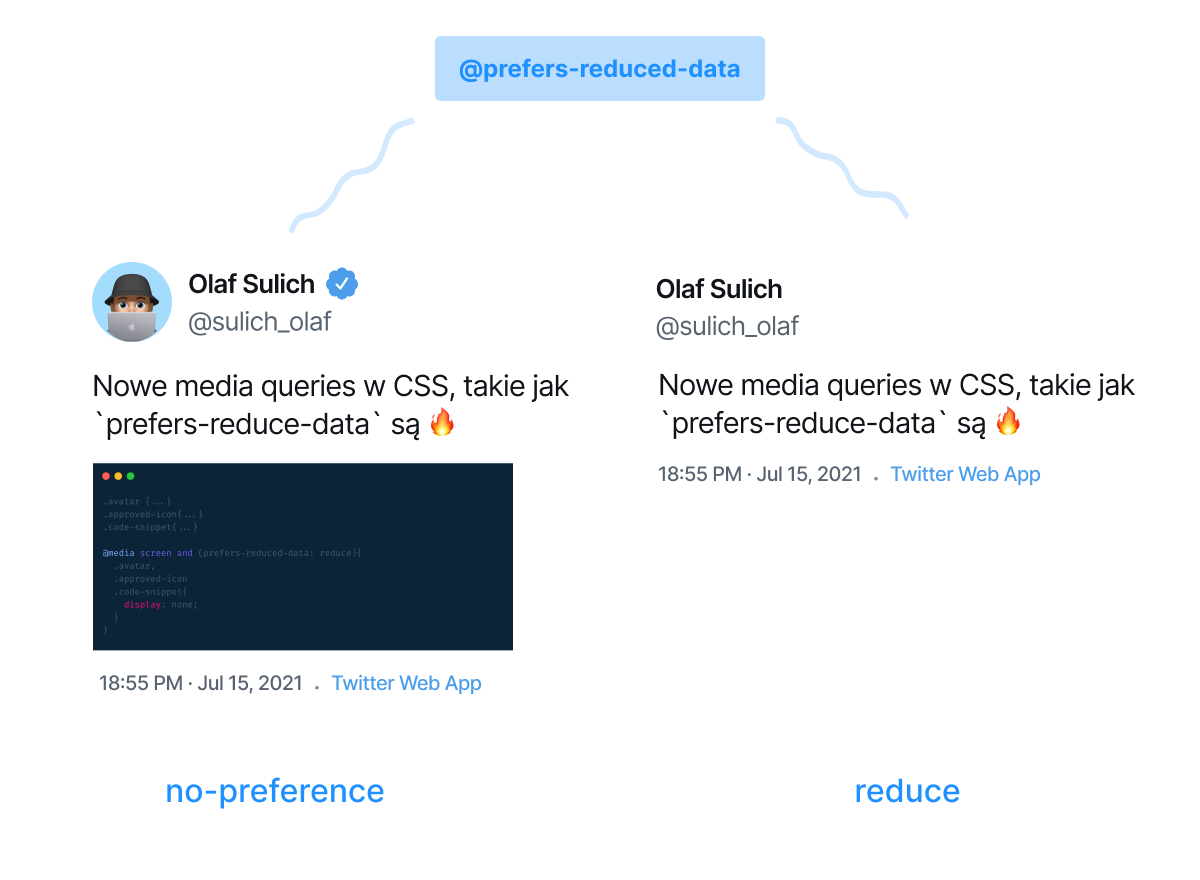 @prefers-reduced-data
Olaf Sulich
@sulich_olaf
Nowe media queries w CSS, takie jak
`prefers-reduce-data` są 🔥
.avatar {...}
.approved-icon{...}
.code-snippet{...}
@media screen and (prefers-reduced-data: reduce){
.avatar,
.approved-icon
.code-snippet{
display: none;
}
}
18:55 PM · Jul 15, 2021 . Twitter Web App
no-preference
Olaf Sulich
@sulich_olaf
Nowe media queries w CSS, takie jak
`prefers-reduce-data` są 🔥
18:55 PM · Jul 15, 2021 . Twitter Web App
reduce